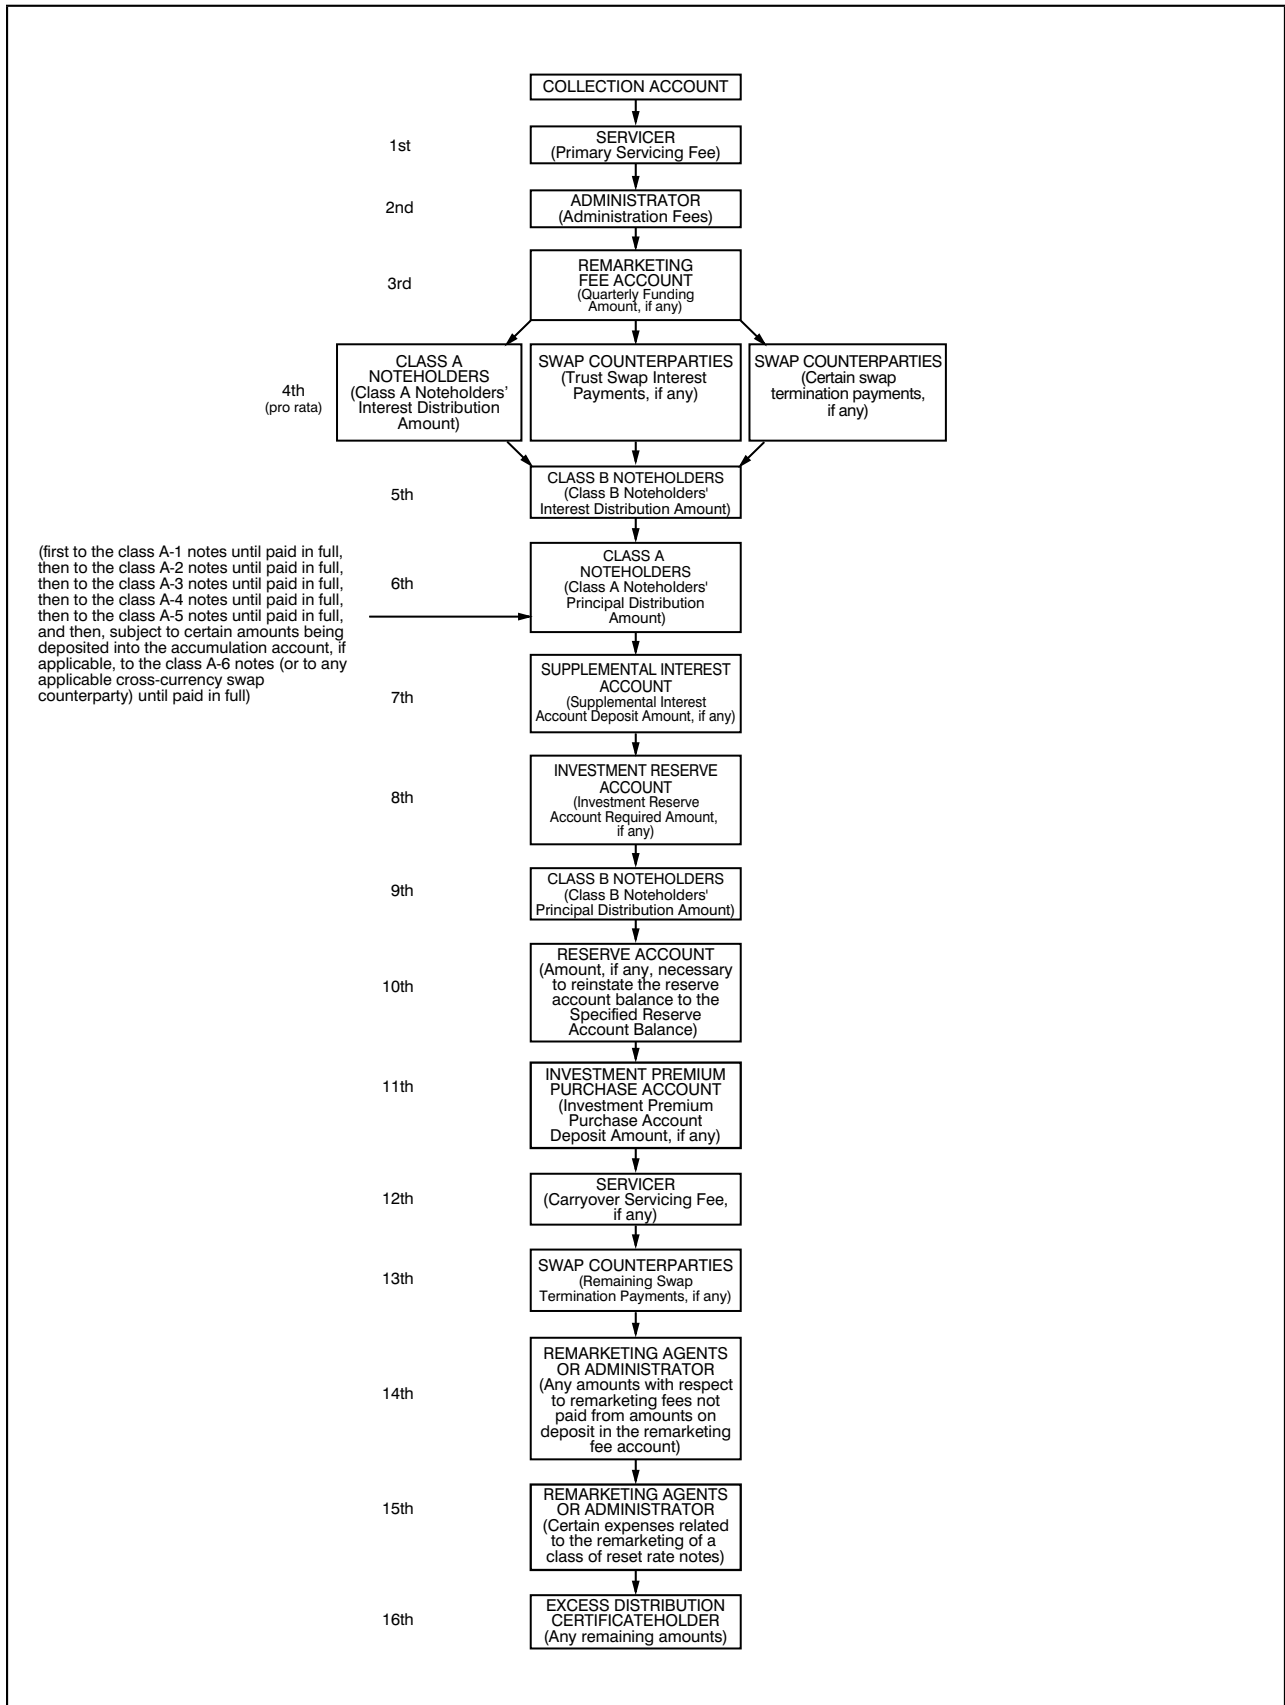 COLLECTION ACCOUNT
1st
SERVICER
(Primary Servicing Fee)
2nd
ADMINISTRATOR
(Administration Fees)
3rd
REMARKETING
FEE ACCOUNT
(Quarterly Funding
Amount, if any)
4th
(pro rata)
CLASS A
NOTEHOLDERS
(Class A Noteholders’
Interest Distribution
Amount)
SWAP COUNTERPARTIES
(Trust Swap Interest
Payments, if any)
SWAP COUNTERPARTIES
(Certain swap
termination payments,
if any)
5th
CLASS B NOTEHOLDERS
(Class B Noteholders'
Interest Distribution Amount)
(first to the class A-1 notes until paid in full,
then to the class A-2 notes until paid in full,
then to the class A-3 notes until paid in full,
then to the class A-4 notes until paid in full,
then to the class A-5 notes until paid in full,
and then, subject to certain amounts being
deposited into the accumulation account, if
applicable, to the class A-6 notes (or to any
applicable cross-currency swap
counterparty) until paid in full)
6th
CLASS A
NOTEHOLDERS
(Class A Noteholders'
Principal Distribution
Amount)
7th
SUPPLEMENTAL INTEREST
ACCOUNT
(Supplemental Interest
Account Deposit Amount, if any)
8th
INVESTMENT RESERVE
ACCOUNT
(Investment Reserve
Account Required Amount,
if any)
9th
CLASS B NOTEHOLDERS
(Class B Noteholders'
Principal Distribution Amount)
10th
RESERVE ACCOUNT
(Amount, if any, necessary
to reinstate the reserve
account balance to the
Specified Reserve
Account Balance)
11th
INVESTMENT PREMIUM
PURCHASE ACCOUNT
(Investment Premium
Purchase Account
Deposit Amount, if any)
12th
SERVICER
(Carryover Servicing Fee,
if any)
13th
SWAP COUNTERPARTIES
(Remaining Swap
Termination Payments, if any)
14th
REMARKETING AGENTS
OR ADMINISTRATOR
(Any amounts with respect
to remarketing fees not
paid from amounts on
deposit in the remarketing
fee account)
15th
REMARKETING AGENTS
OR ADMINISTRATOR
(Certain expenses related
to the remarketing of a
class of reset rate notes)
16th
EXCESS DISTRIBUTION
CERTIFICATEHOLDER
(Any remaining amounts)